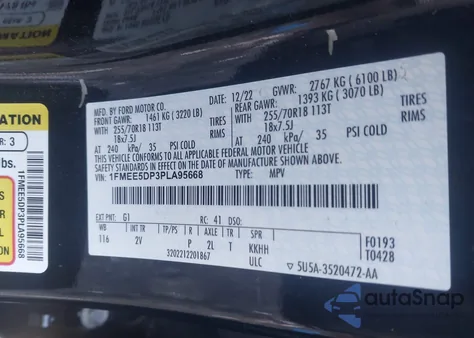 MFD. BY FORD MOTOR CO. 12/22 GVWR: 2767 KG (6100 LB)
FRONT GAWR: 1461 KG (3220 LB) REAR GAWR: 1393 KG (3070 LB)
255/70R18 113T TIRES 255/70R18 113T TIRES
18x7.5J RIMS 18x7.5J RIMS
AT 240 kPa/ 35 PSI COLD AT 240 kPa/ 35 PSI COLD
THIS VEHICLE CONFORMS TO ALL APPLICABLE FEDERAL MOTOR VEHICLE SAFETY STANDARDS IN EFFECT ON THE
DATE OF MANUFACTURE SHOWN ABOVE.
VIN: 1FMEE5DP3PLA95668 TYPE: MPV
EXT PNT: G1 RC: 41 DSO:
WB INT TR TP/PS R AXLE TR SPR
116 2V P 2L T KKHH F0193
3202212201867 ULC T0428
5U5A-3520472-AA
R: 3
lbs.
1FMEE5DP3PLA95668
AutoSnap